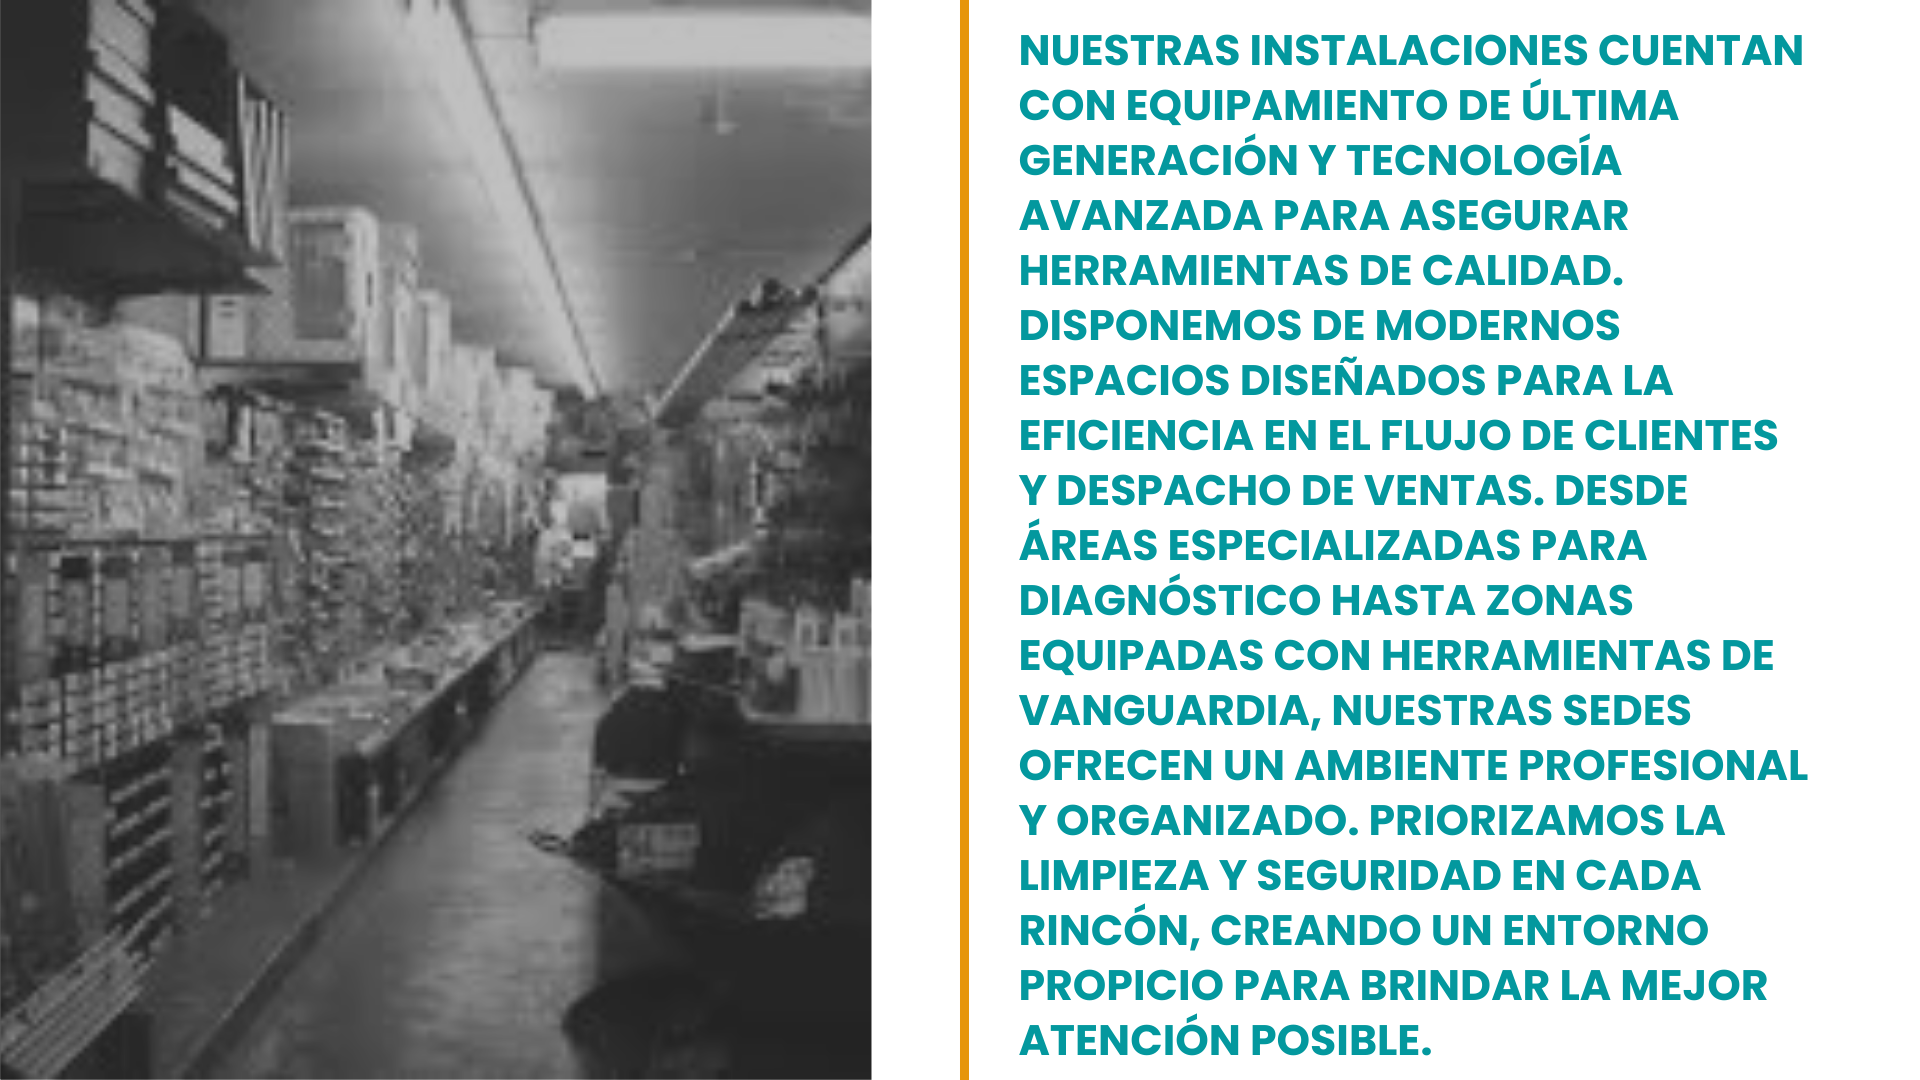 NUESTRAS INSTALACIONES CUENTAN
CON EQUIPAMIENTO DE ÚLTIMA
GENERACIÓN Y TECNOLOGÍA
AVANZADA PARA ASEGURAR
HERRAMIENTAS DE CALIDAD.
DISPONEMOS DE MODERNOS
ESPACIOS DISEÑADOS PARA LA
EFICIENCIA EN EL FLUJO DE CLIENTES
Y DESPACHO DE VENTAS. DESDE
ÁREAS ESPECIALIZADAS PARA
DIAGNÓSTICO HASTA ZONAS
EQUIPADAS CON HERRAMIENTAS DE
VANGUARDIA, NUESTRAS SEDES
OFRECEN UN AMBIENTE PROFESIONAL
Y ORGANIZADO. PRIORIZAMOS LA
LIMPIEZA Y SEGURIDAD EN CADA
RINCÓN, CREANDO UN ENTORNO
PROPICIO PARA BRINDAR LA MEJOR
ATENCIÓN POSIBLE.